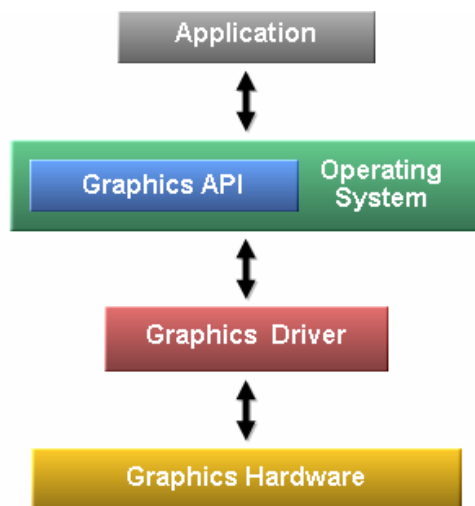 Application
Graphics API
Operating
System
Graphics Driver
Graphics Hardware